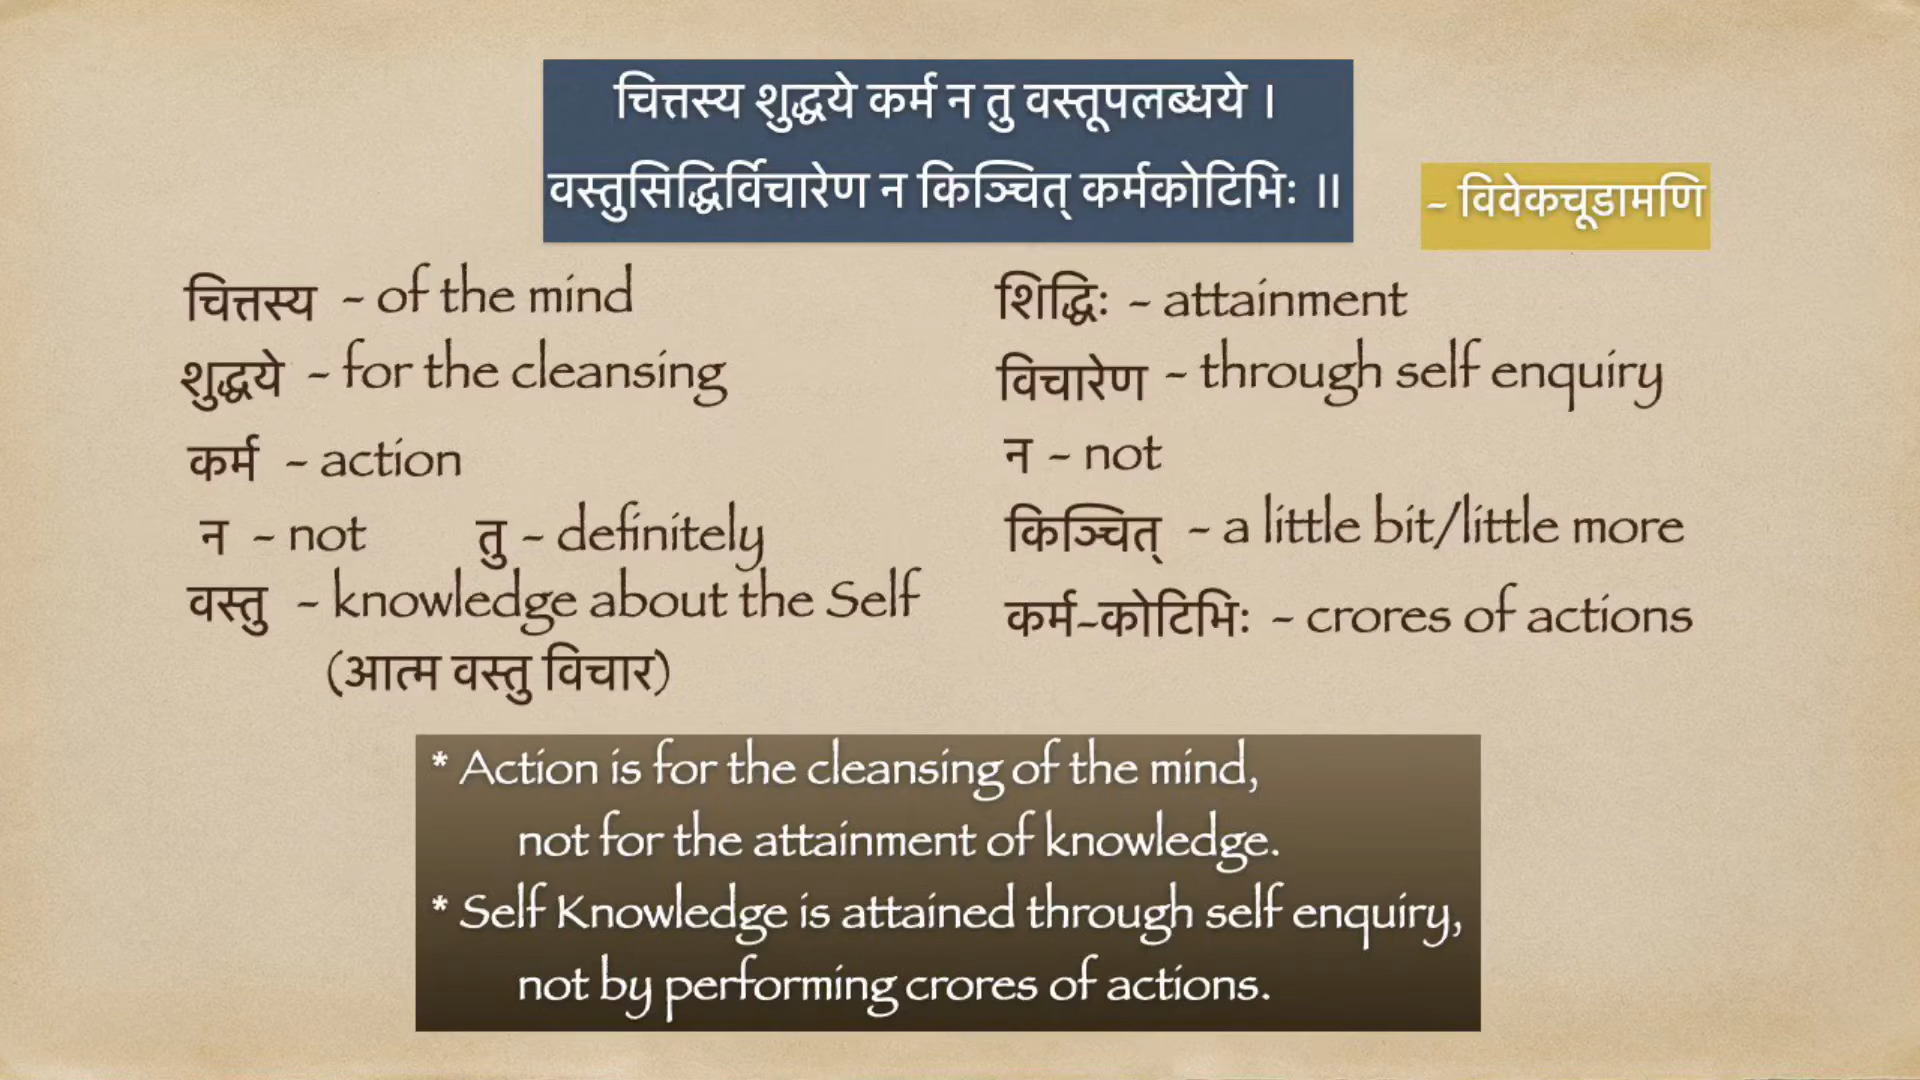 चित्तस्य शुद्धये कर्म न तु वस्तूपलब्धये ।
वस्तुसिद्धिर्विचारेण न किञ्चित् कर्मकोटिभिः ॥
- विवेकचूडामणि
चित्तस्य - of the mind
शुद्धये - for the cleansing
कर्म - action
न - not तु - definitely
वस्तु - knowledge about the Self
(आत्म वस्तु विचार)
शिद्धिः - attainment
विचारेण - through self enquiry
न - not
किञ्चित् - a little bit/little more
कर्म-कोटिभिः - crores of actions
* Action is for the cleansing of the mind,
not for the attainment of knowledge.
* Self Knowledge is attained through self enquiry,
not by performing crores of actions.